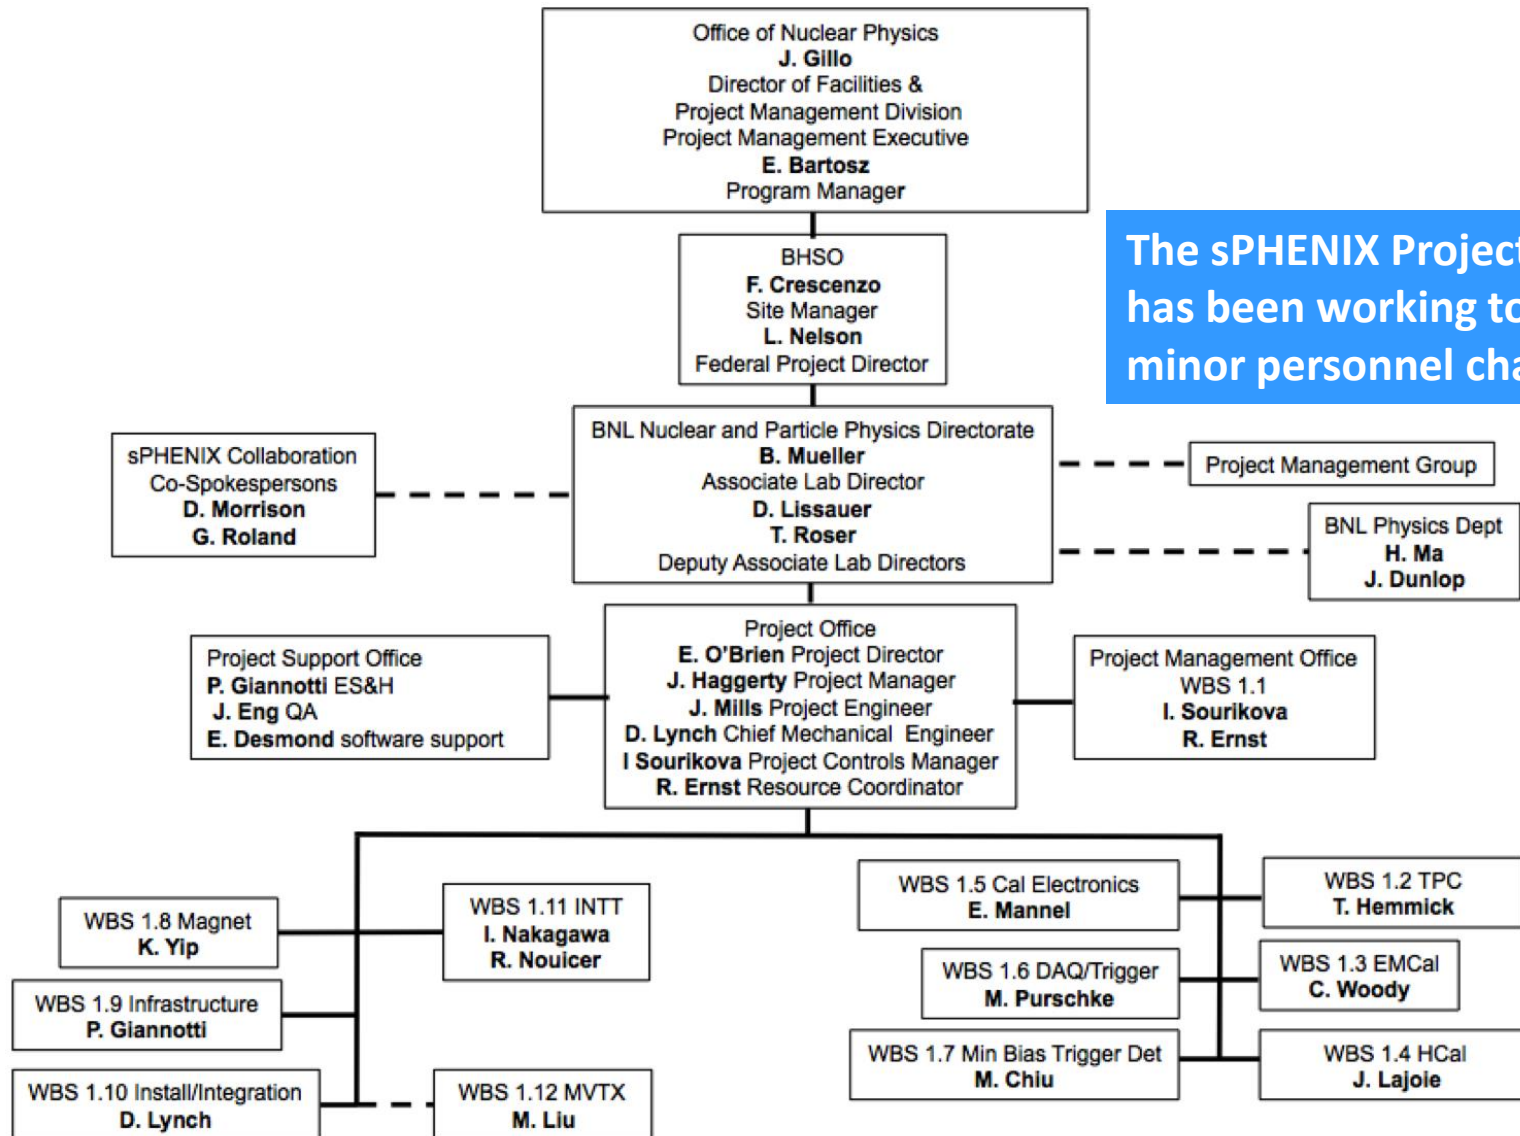 Office of Nuclear Physics
J. Gillo
Director of Facilities &
Project Management Division
Project Management Executive
E. Bartosz
Program Manager
BHSO
F. Crescenzo
Site Manager
L. Nelson
Federal Project Director
The sPHENIX Project
has been working to
minor personnel cha
BNL Nuclear and Particle Physics Directorate
B. Mueller
Associate Lab Director
D. Lissauer
T. Roser
Deputy Associate Lab Directors
sPHENIX Collaboration
Co-Spokespersons
D. Morrison
G. Roland
Project Management Group
BNL Physics Dept
H. Ma
J. Dunlop
Project Support Office
P. Giannotti ES&H
J. Eng QA
E. Desmond software support
Project Office
E. O'Brien Project Director
J. Haggerty Project Manager
J. Mills Project Engineer
D. Lynch Chief Mechanical Engineer
I Sourikova Project Controls Manager
R. Ernst Resource Coordinator
Project Management Office
WBS 1.1
I. Sourikova
R. Ernst
WBS 1.8 Magnet
K. Yip
WBS 1.11 INTT
I. Nakagawa
R. Nouicer
WBS 1.9 Infrastructure
P. Giannotti
WBS 1.10 Install/Integration
D. Lynch
WBS 1.12 MVTX
M. Liu
WBS 1.5 Cal Electronics
E. Mannel
WBS 1.2 TPC
T. Hemmick
WBS 1.6 DAQ/Trigger
M. Purschke
WBS 1.3 EMCal
C. Woody
WBS 1.7 Min Bias Trigger Det
M. Chiu
WBS 1.4 HCal
J. Lajoie